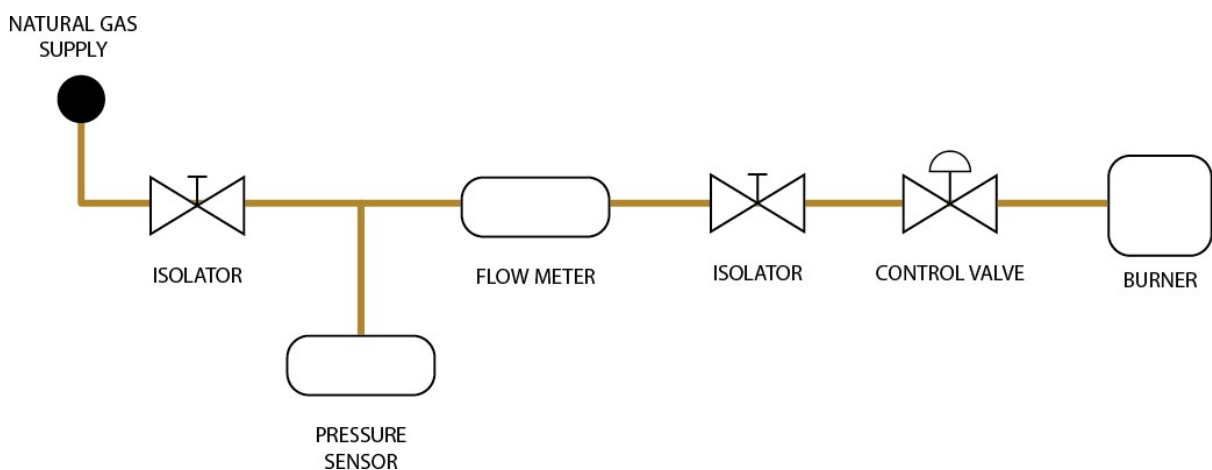 NATURAL GAS
SUPPLY
ISOLATOR
FLOW METER
ISOLATOR
CONTROL VALVE
BURNER
PRESSURE
SENSOR